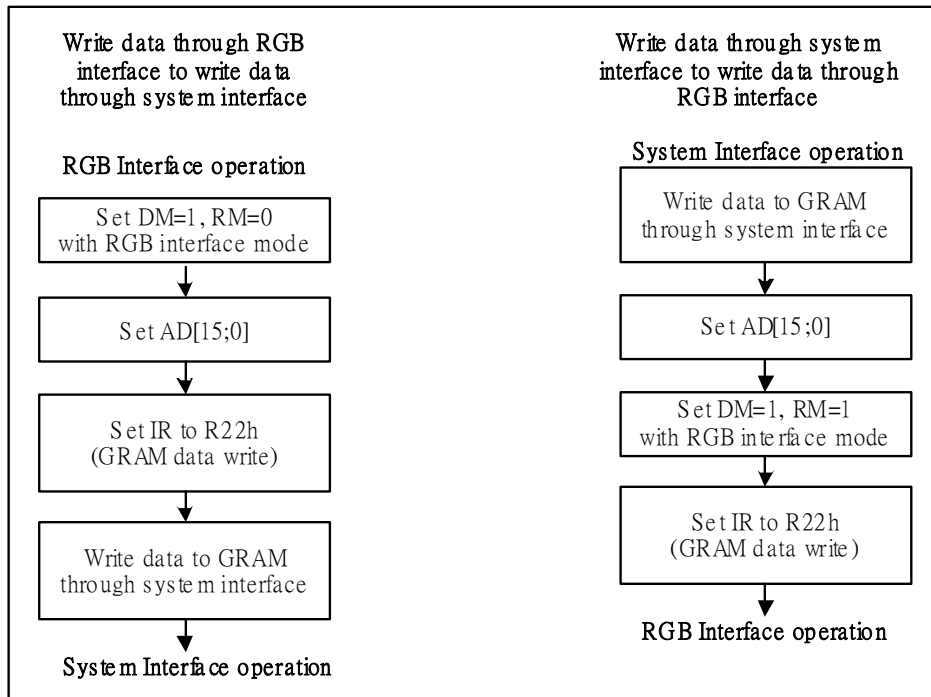 Write data through RGB
interface to write data
through system interface
RGB Interface operation
Set DM=1, RM=0
with RGB interface mode
Set AD[15;0]
Set IR to R22h
(GRAM data write)
Write data to GRAM
through system interface
System Interface operation
Write data through system
interface to write data through
RGB interface
System Interface operation
Write data to GRAM
through system interface
Set AD[15;0]
Set DM=1, RM=1
with RGB interface mode
Set IR to R22h
(GRAM data write)
RGB Interface operation